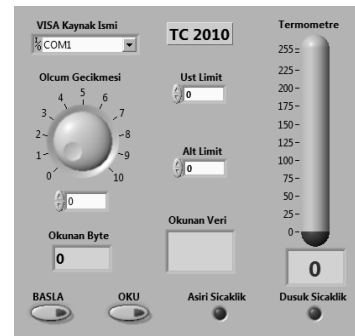 VISA Kaynak Ismi
COM1
TC 2010
Termometre
Olcum Gecikmesi
0
1
2
3
4
5
6
7
8
9
10
0
Ust Limit
0
Alt Limit
0
255
225
200
175
150
125
100
75
50
25
0
0
Okunan Byte
0
Okunan Veri
BASLA
OKU
Asiri Sicaklik
Dusuk Sicaklik